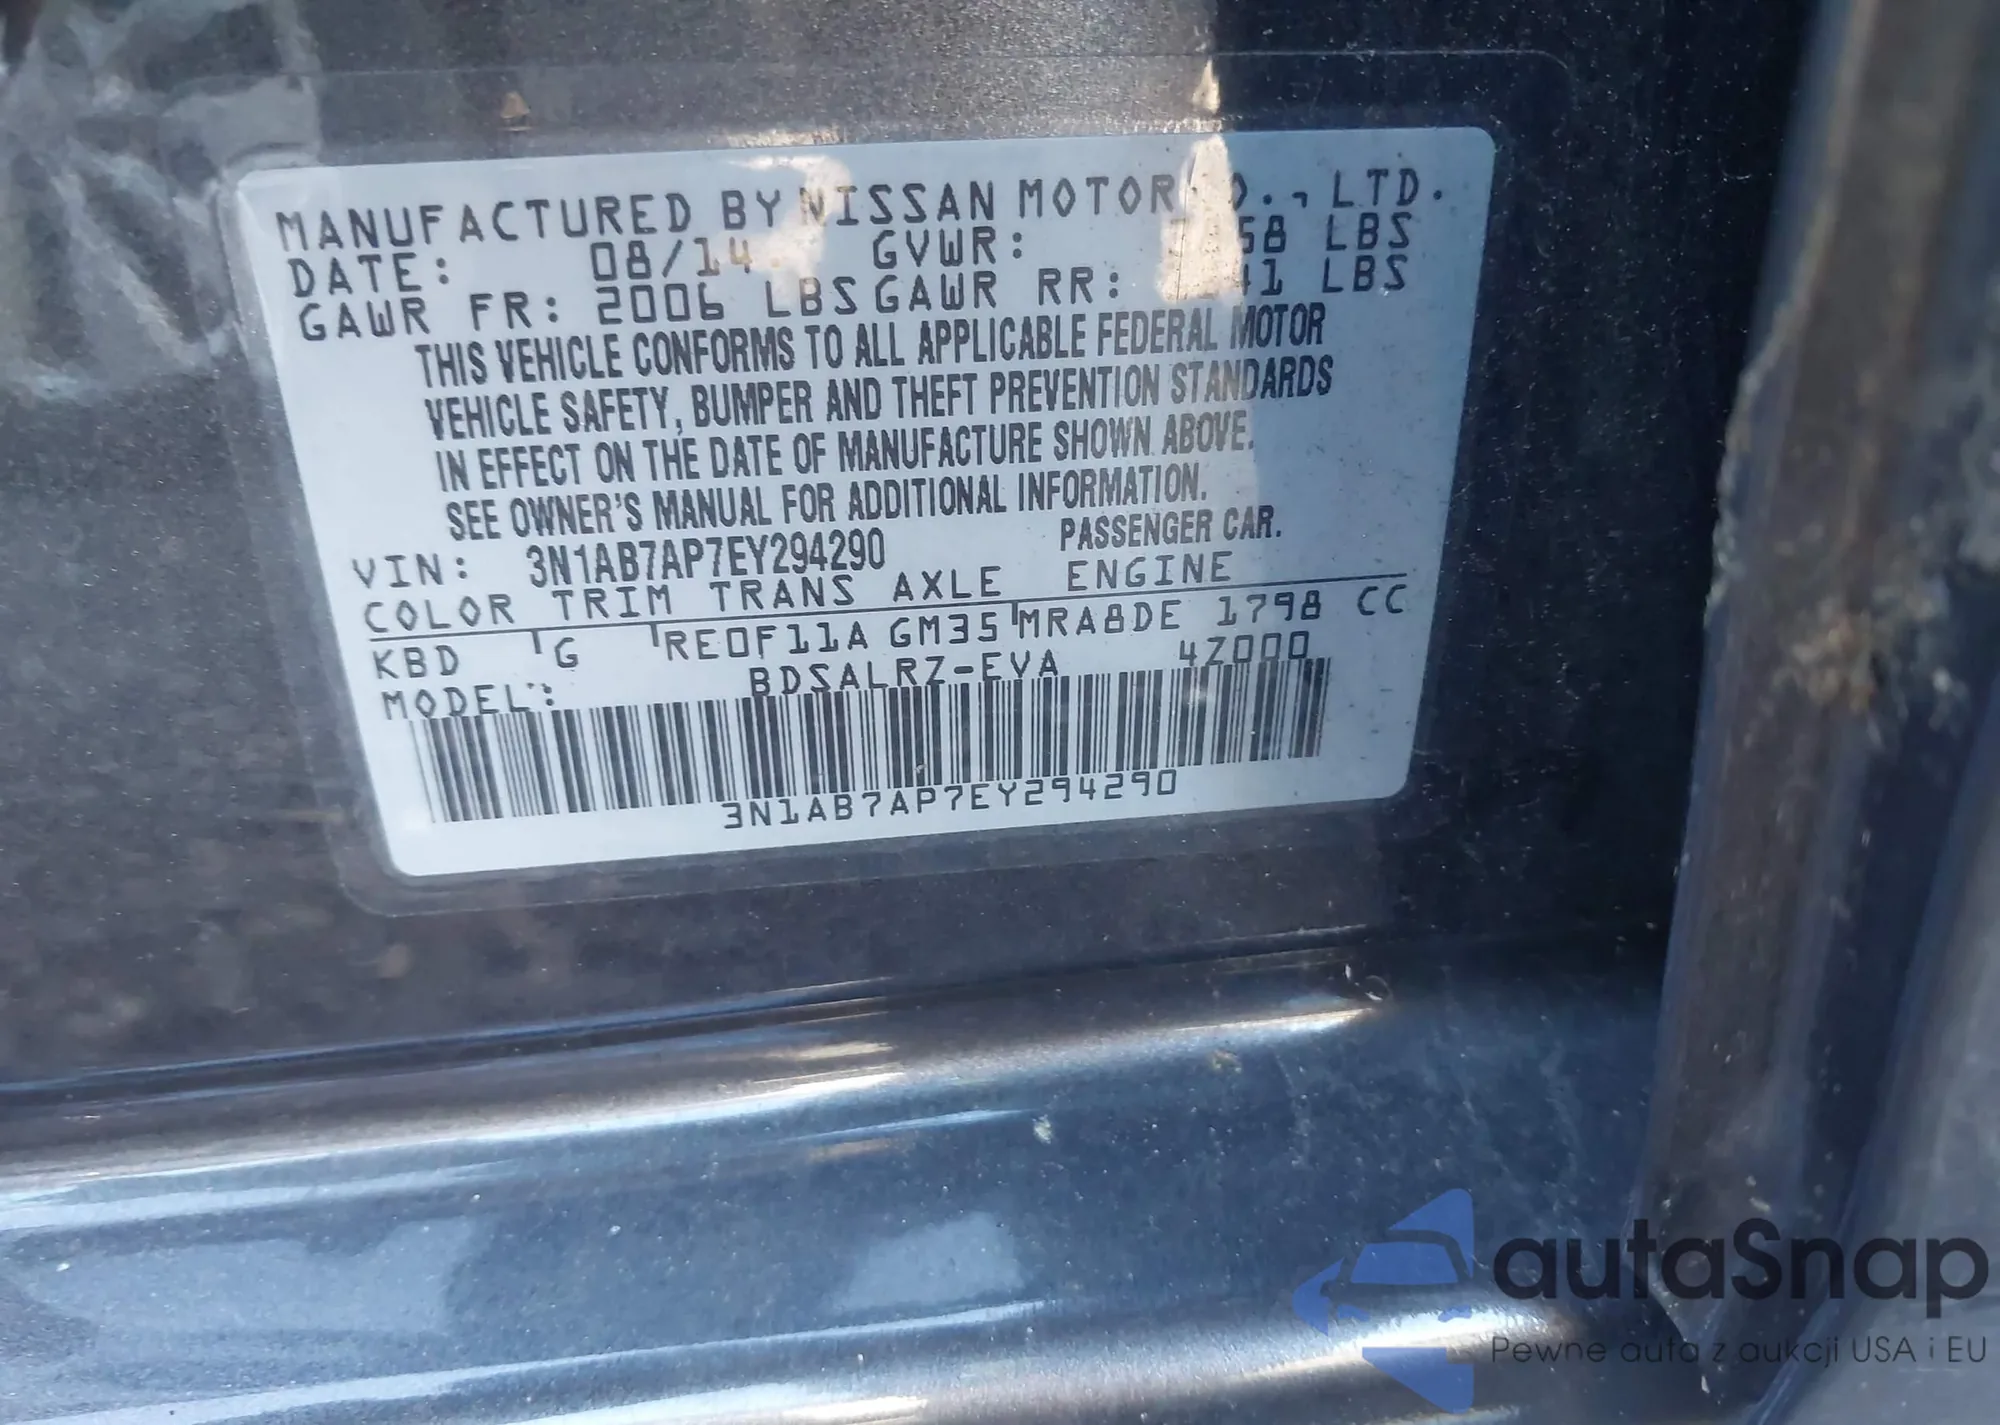 MANUFACTURED BY NISSAN MOTOR LTD.
DATE: 08/14 GVWR: LBS
GAWR FR: 2006 LBS GAWR RR: LBS
THIS VEHICLE CONFORMS TO ALL APPLICABLE FEDERAL MOTOR
VEHICLE SAFETY, BUMPER AND THEFT PREVENTION STANDARDS
IN EFFECT ON THE DATE OF MANUFACTURE SHOWN ABOVE.
SEE OWNER'S MANUAL FOR ADDITIONAL INFORMATION.
VIN: 3N1AB7AP7EY294290 PASSENGER CAR.
COLOR TRIM TRANS AXLE ENGINE
KBD G RE0F11A GM35 MRA8DE 1798 CC
MODEL: BDSALRZ-EVA 4Z000
3N1AB7AP7EY294290
autaSnap
Pewne auta z aukcji USA i EU